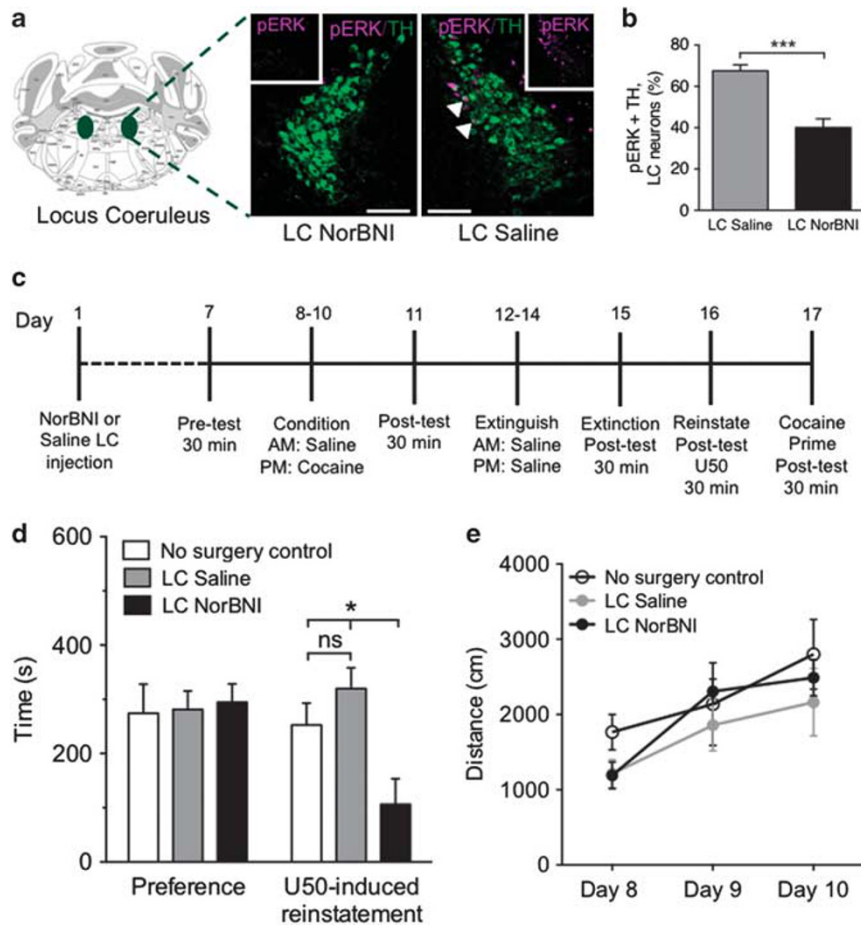 a
pERK
pERK/TH
pERK/TH
pERK
Locus Coeruleus
LC NorBNI
LC Saline
b
pERK + TH,
LC neurons (%)
80
60
40
20
0
***
LC Saline
LC NorBNI
c
Day
1
7
8-10
11
12-14
15
16
17
NorBNI or
Saline LC
injection
Pre-test
30 min
Condition
AM: Saline
PM: Cocaine
Post-test
30 min
Extinguish
AM: Saline
PM: Saline
Extinction
Post-test
30 min
Reinstate
Post-test
U50
30 min
Cocaine
Prime
Post-test
30 min
d
Time (s)
600
400
200
0
No surgery control
LC Saline
LC NorBNI
ns
*
Preference
U50-induced
reinstatement
e
Distance (cm)
4000
3000
2000
1000
0
No surgery control
LC Saline
LC NorBNI
Day 8
Day 9
Day 10